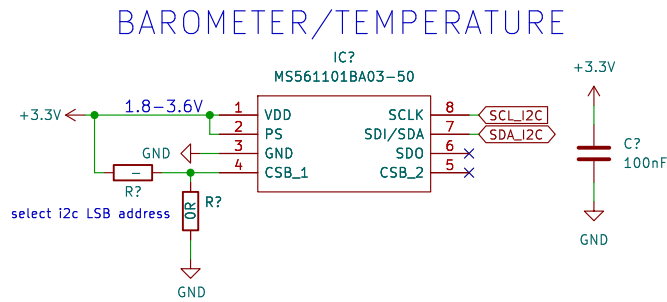 BAROMETER/TEMPERATURE
IC?
MS561101BA03-50
+3.3V
1.8-3.6V
1 VDD SCLK 8 SCL_I2C
2 PS SDI/SDA 7 SDA_I2C
GND 3 GND SDO 6
4 CSB_1 CSB_2 5
-
R?
select i2c LSB address
0R
R?
GND
+3.3V
C?
100nF
GND